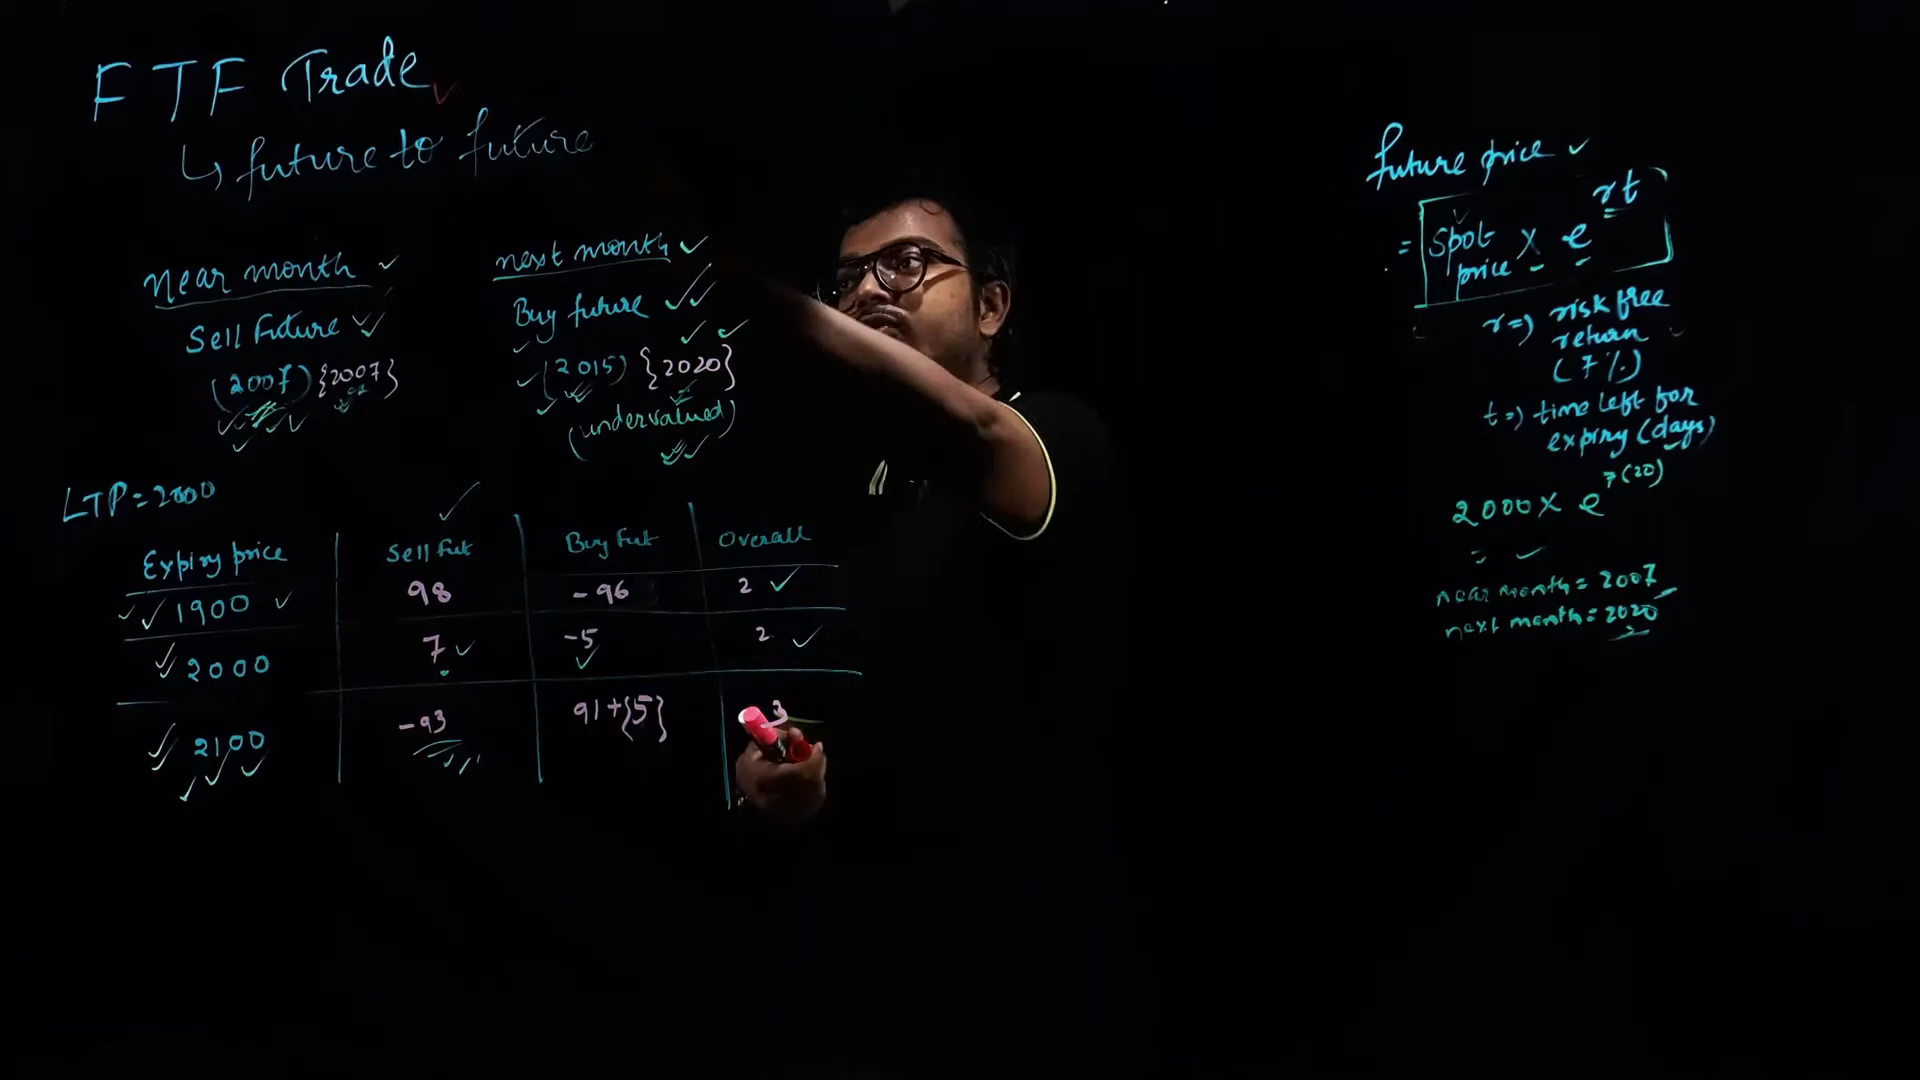 FTF Trade
↳ future to future
near month ✓
Sell Future ✓✓
(2007) {2007}
next month ✓
Buy future ✓✓
(2015) {2020}
(undervalued)
LTP = 2000
Expiry price | Sell Fut | Buy Fut | Overall
1900 | 98 | -96 | 2 ✓
2000 | 7 ✓ | -5 | 2 ✓
2100 | -93 | 91+{5}
future price ✓
= Spot price × e^rt
r => risk free
return
(7%)
t => time left for
expiry (days)
2000 × e^7(20)
near month = 2007
next month = 2020